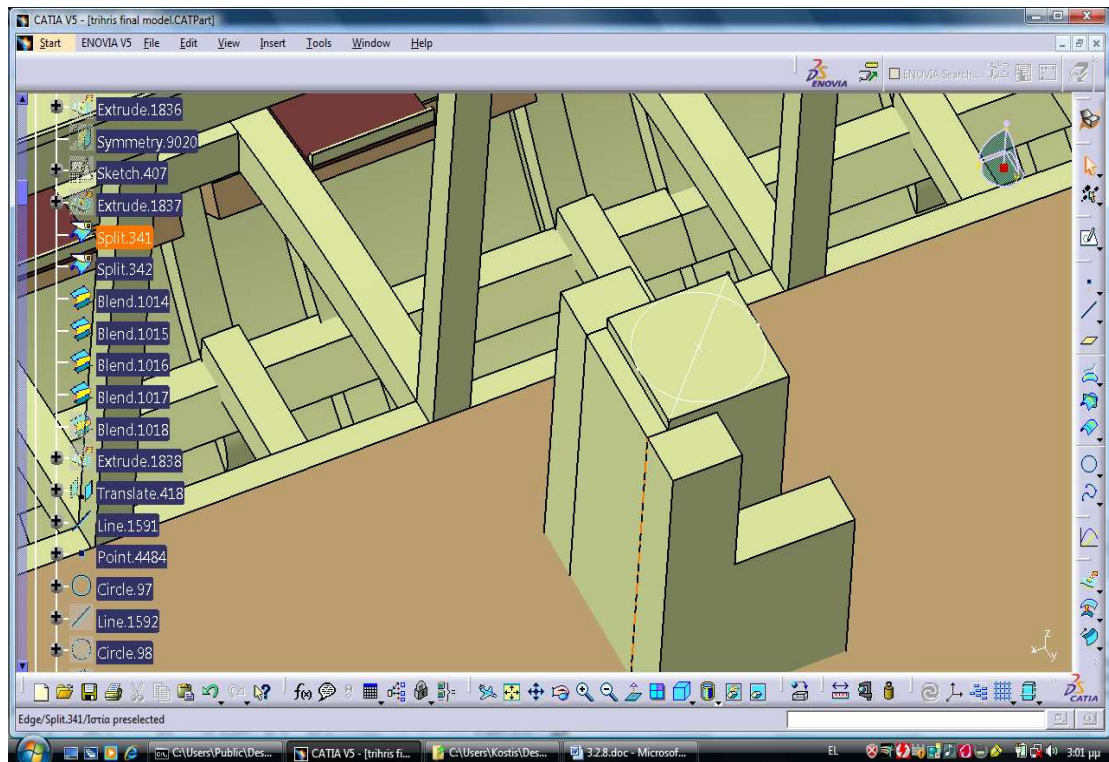 CATIA V5 - [trihris final model.CATPart]
Start ENOVIA V5 File Edit View Insert Tools Window Help
ENOVIA
ENOVIA Search...
Extrude.1836
Symmetry.9020
Sketch.407
Extrude.1837
Split.341
Split.342
Blend.1014
Blend.1015
Blend.1016
Blend.1017
Blend.1018
Extrude.1838
Translate.418
Line.1591
Point.4484
Circle.97
Line.1592
Circle.98
z
x
y
f(x)
CATIA
Edge/Split.341/Ιστία preselected
C:\Users\Public\Des...
CATIA V5 - [trihris fi...
C:\Users\Kostis\Des...
3.2.8.doc - Microsof...
EL
3:01 μμ